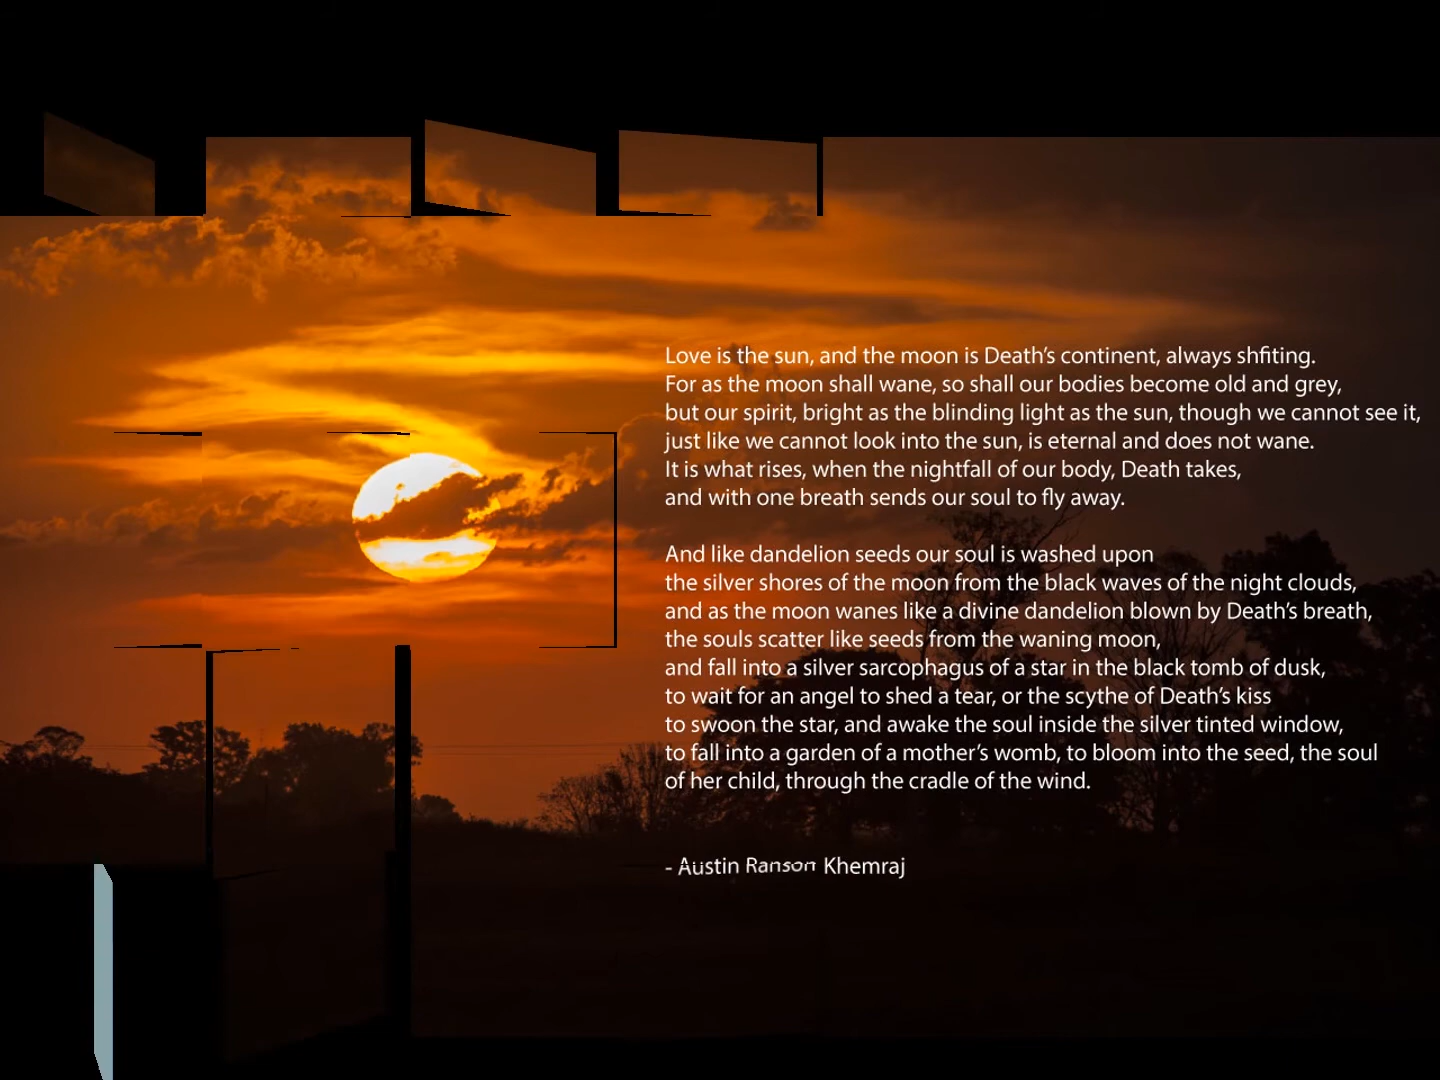 Love is the sun, and the moon is Death's continent, always shfiting.
For as the moon shall wane, so shall our bodies become old and grey,
but our spirit, bright as the blinding light as the sun, though we cannot see it,
just like we cannot look into the sun, is eternal and does not wane.
It is what rises, when the nightfall of our body, Death takes,
and with one breath sends our soul to fly away.

And like dandelion seeds our soul is washed upon
the silver shores of the moon from the black waves of the night clouds,
and as the moon wanes like a divine dandelion blown by Death's breath,
the souls scatter like seeds from the waning moon,
and fall into a silver sarcophagus of a star in the black tomb of dusk,
to wait for an angel to shed a tear, or the scythe of Death's kiss
to swoon the star, and awake the soul inside the silver tinted window,
to fall into a garden of a mother's womb, to bloom into the seed, the soul
of her child, through the cradle of the wind.

- Austin Ranson Khemraj